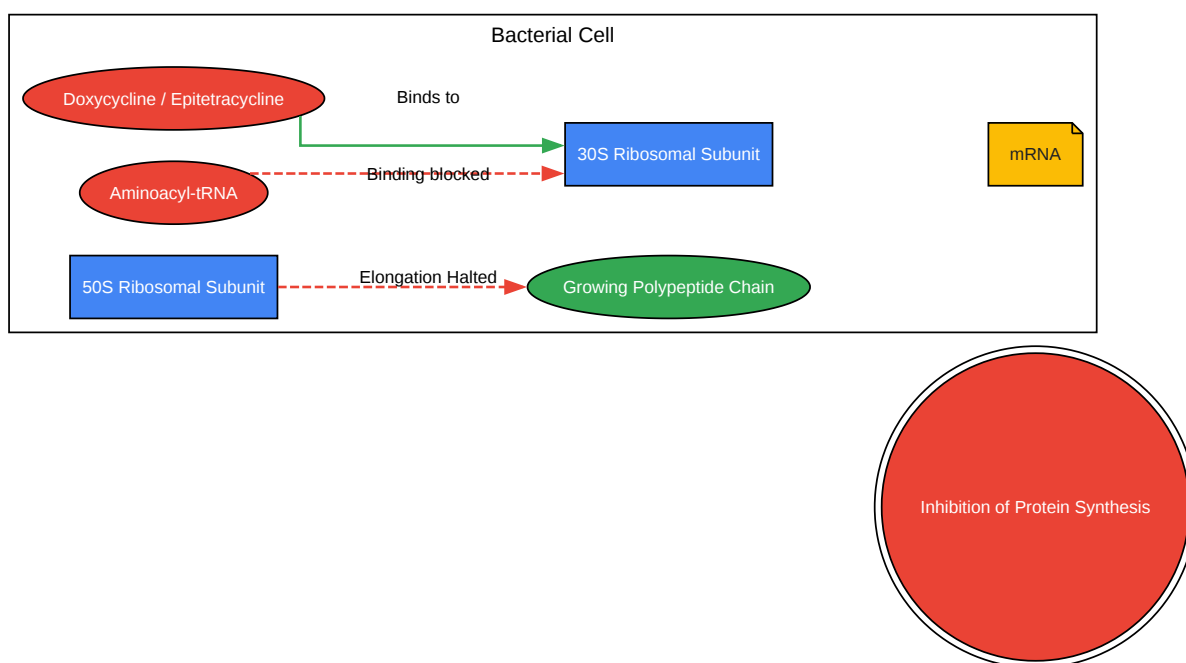 Bacterial Cell
Doxycycline / Epitetracycline
Binds to
30S Ribosomal Subunit
mRNA
Binding blocked
Aminoacyl-tRNA
50S Ribosomal Subunit
Elongation Halted
Growing Polypeptide Chain
Inhibition of Protein Synthesis